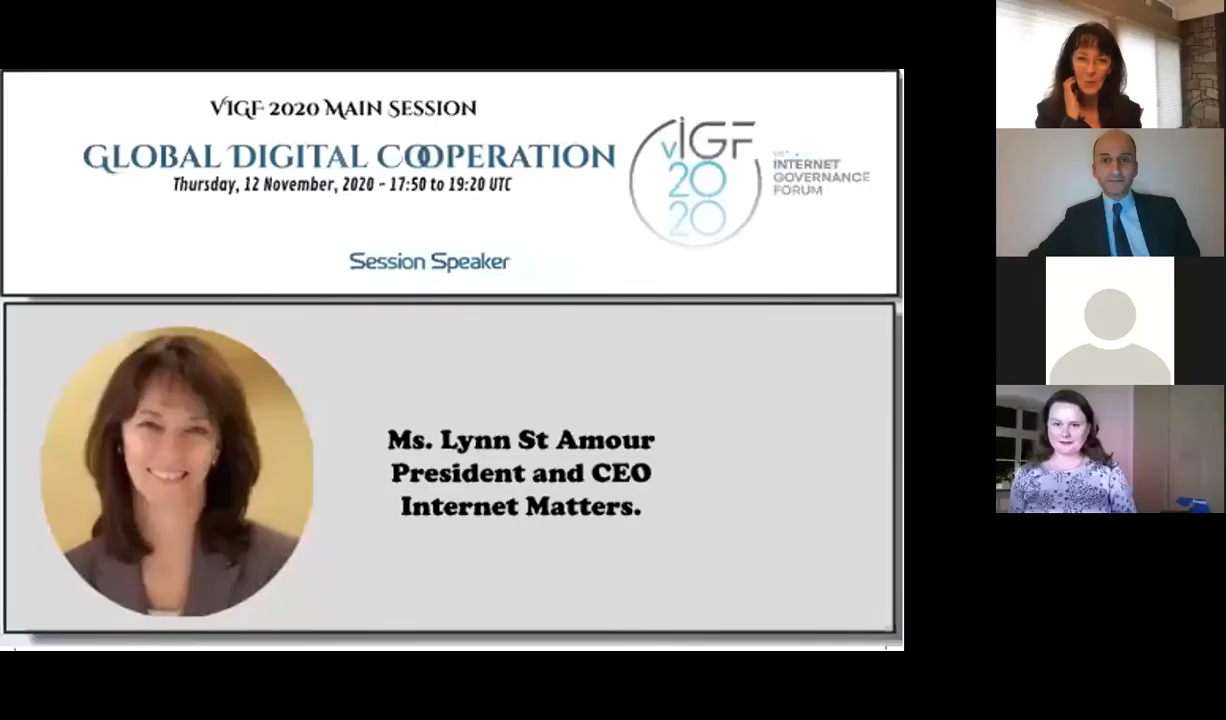 VIGF 2020 MAIN SESSION
GLOBAL DIGITAL COOPERATION
Thursday, 12 November, 2020 - 17:50 to 19:20 UTC
vIGF
2020
INTERNET
GOVERNANCE
FORUM
Session Speaker
Ms. Lynn St Amour
President and CEO
Internet Matters.